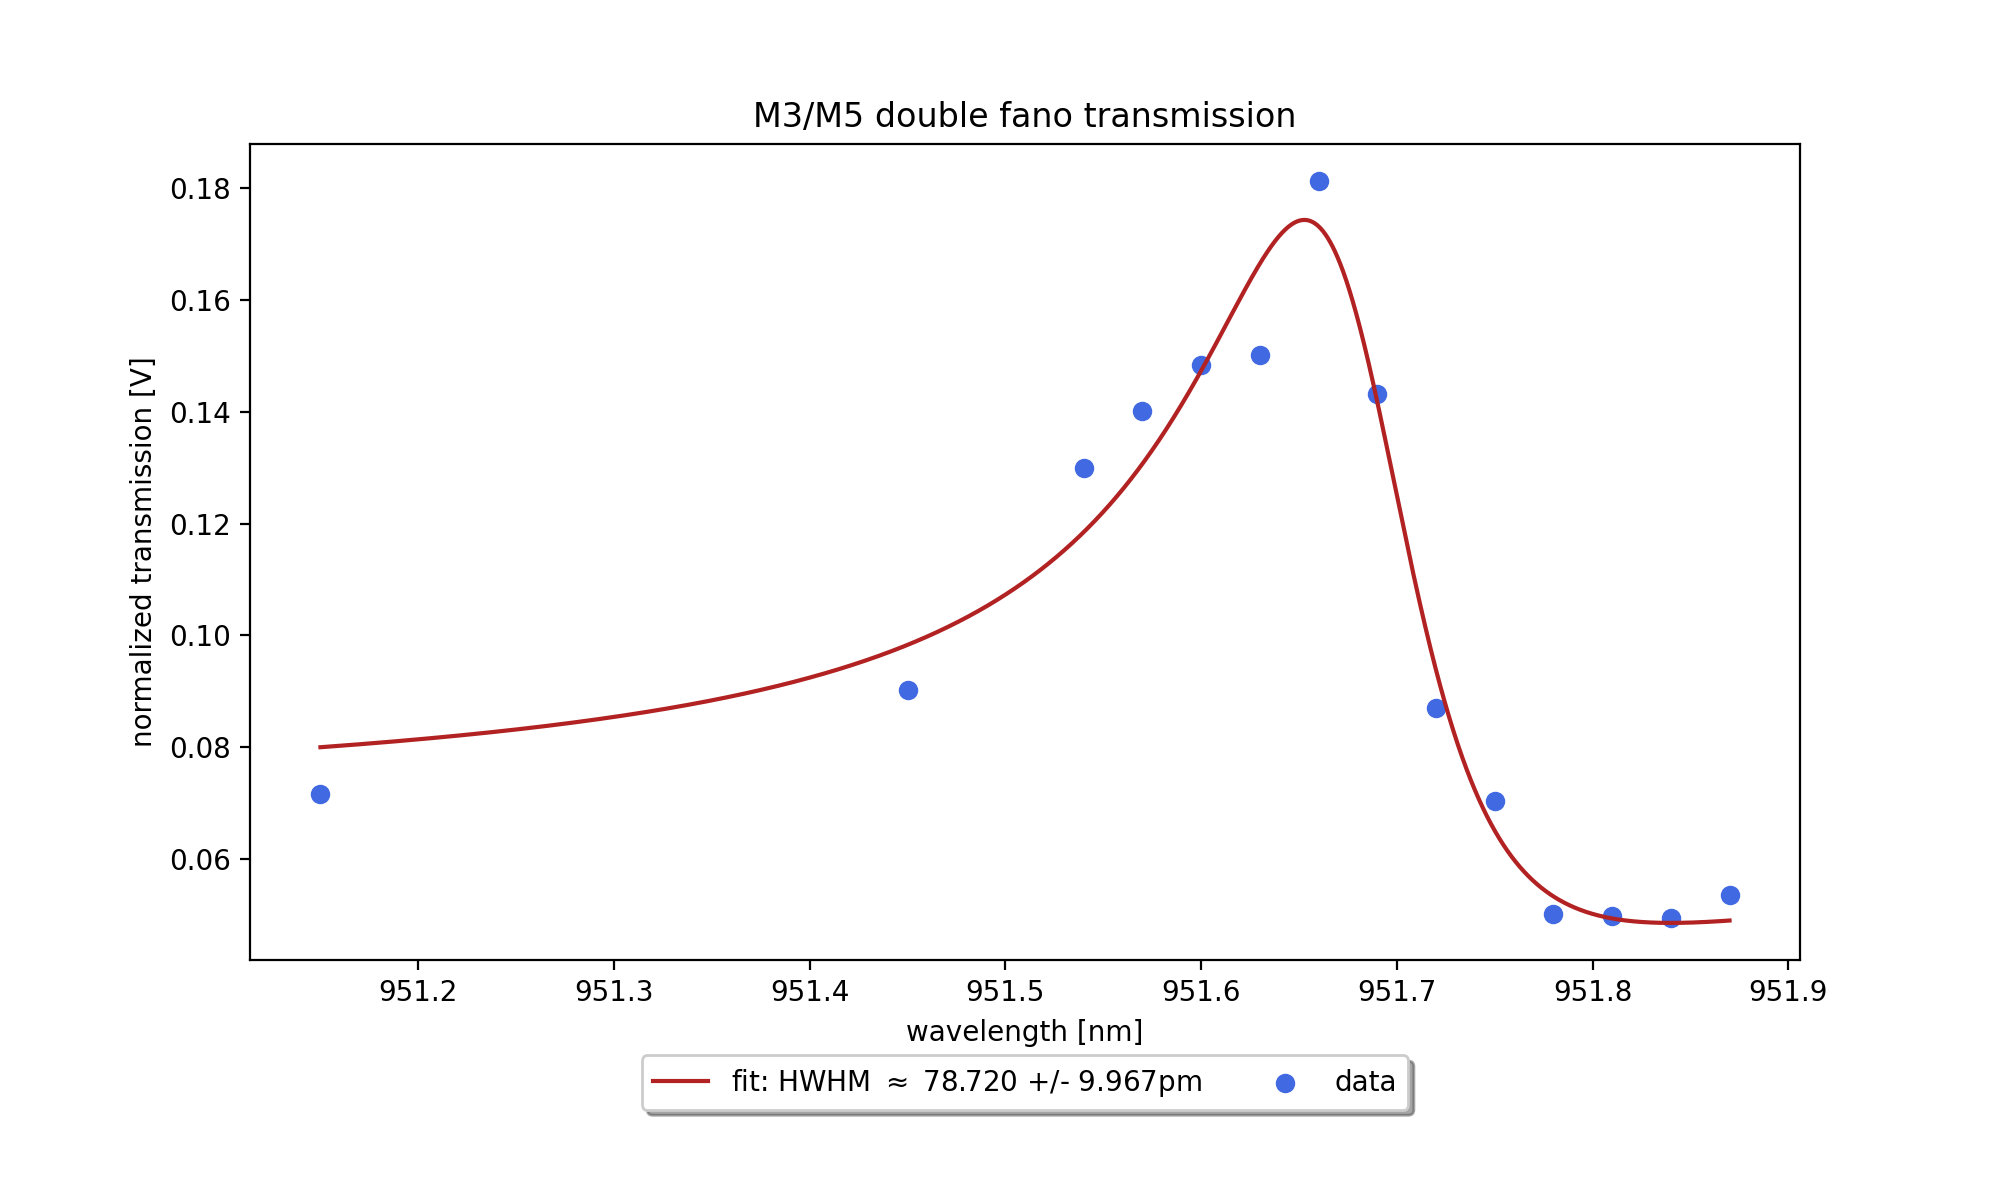 M3/M5 double fano transmission
normalized transmission [V]
0.18
0.16
0.14
0.12
0.10
0.08
0.06
951.2 951.3 951.4 951.5 951.6 951.7 951.8 951.9
wavelength [nm]
fit: HWHM ≈ 78.720 +/- 9.967pm data